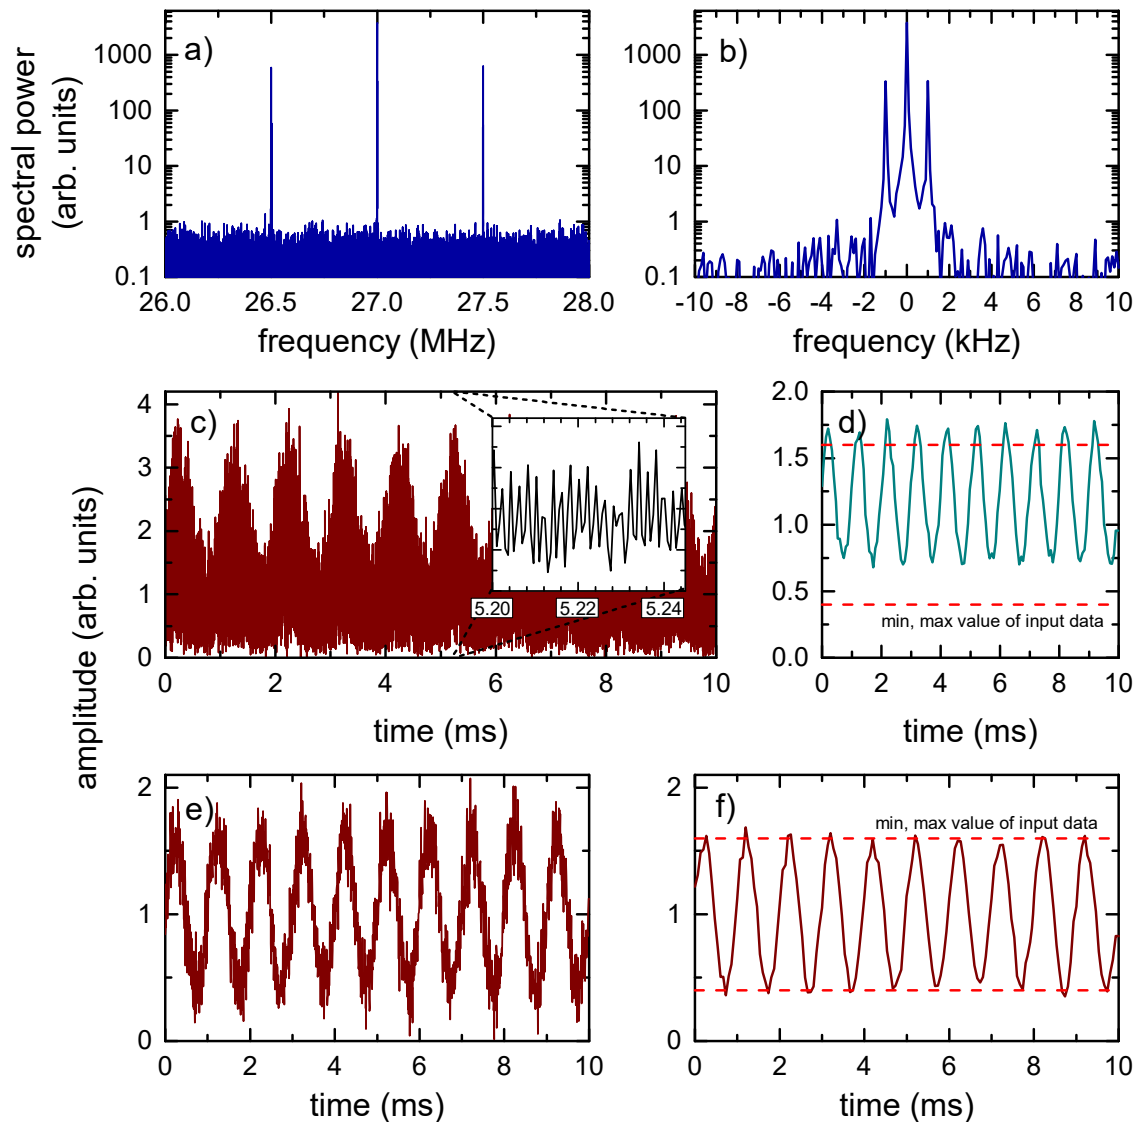 spectral power
(arb. units)
a)
1000
100
10
1
0.1
26.0 26.5 27.0 27.5 28.0
frequency (MHz)
b)
1000
100
10
1
0.1
-10 -8 -6 -4 -2 0 2 4 6 8 10
frequency (kHz)
amplitude (arb. units)
c)
4
3
2
1
0
5.20 5.22 5.24
0 2 4 6 8 10
time (ms)
d)
2.0
1.5
1.0
0.5
0.0
min, max value of input data
0 2 4 6 8 10
time (ms)
e)
2
1
0
0 2 4 6 8 10
time (ms)
f)
min, max value of input data
2
1
0
0 2 4 6 8 10
time (ms)